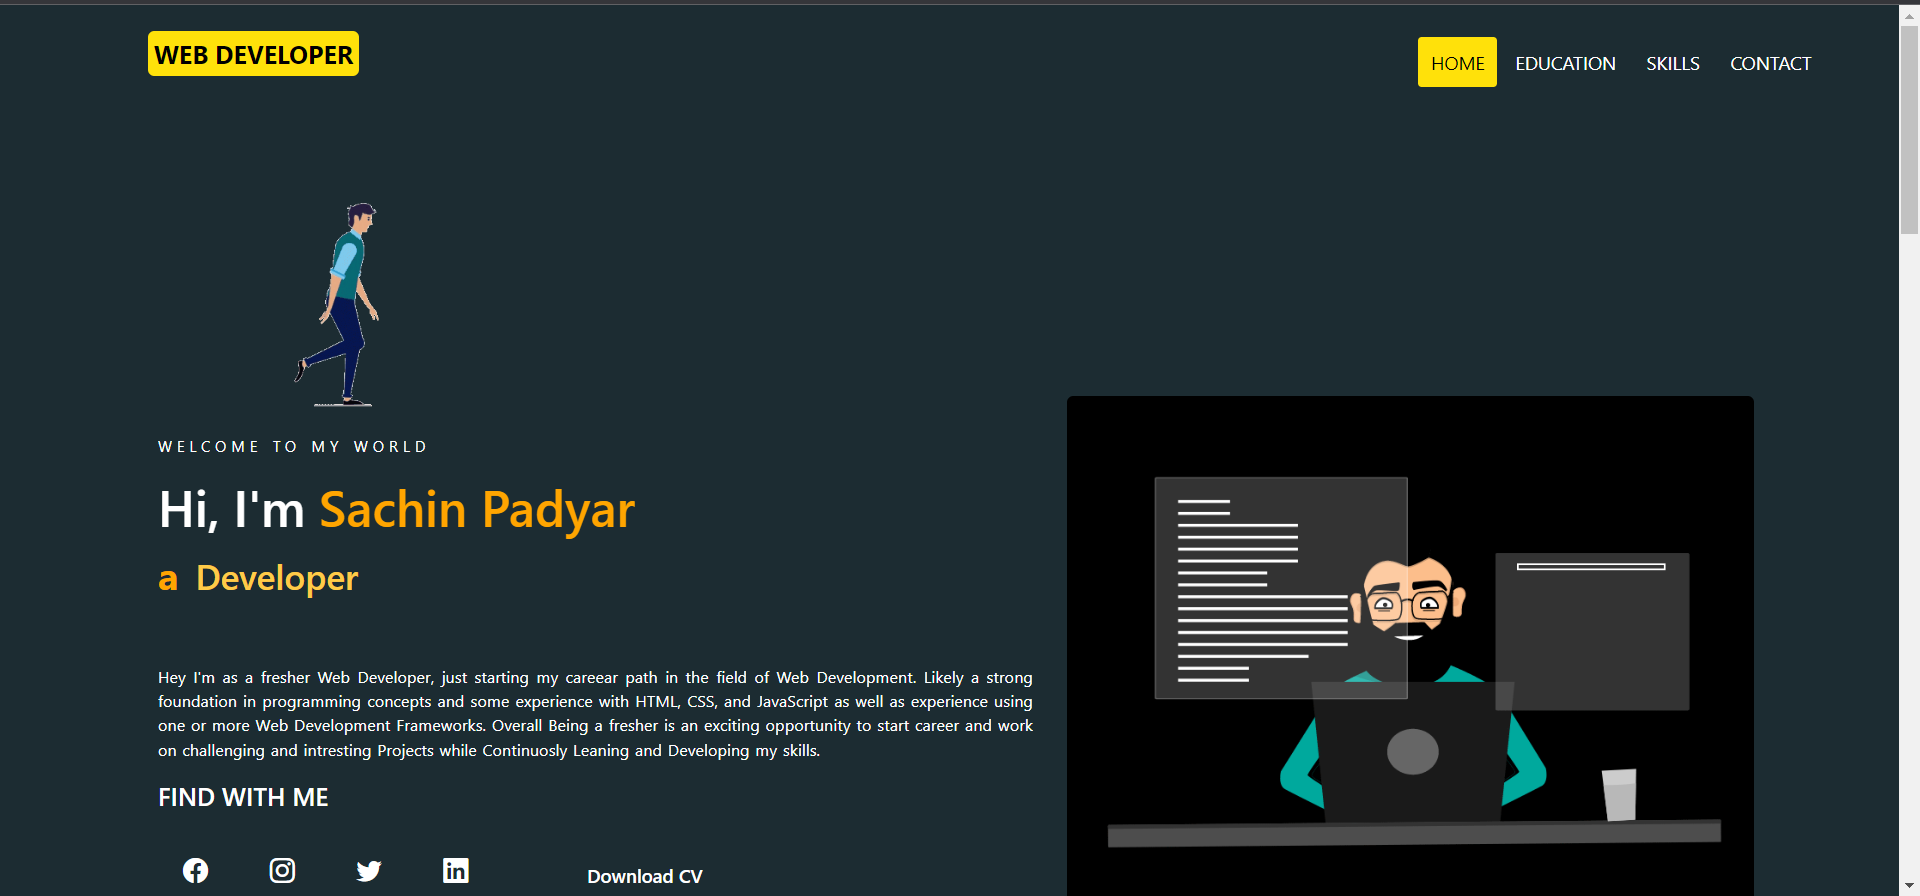 WEB DEVELOPER
HOME EDUCATION SKILLS CONTACT
WELCOME TO MY WORLD
Hi, I'm Sachin Padyar
a Developer
Hey I'm as a fresher Web Developer, just starting my careear path in the field of Web Development. Likely a strong
foundation in programming concepts and some experience with HTML, CSS, and JavaScript as well as experience using
one or more Web Development Frameworks. Overall Being a fresher is an exciting opportunity to start career and work
on challenging and intresting Projects while Continuosly Leaning and Developing my skills.
FIND WITH ME
in
Download CV